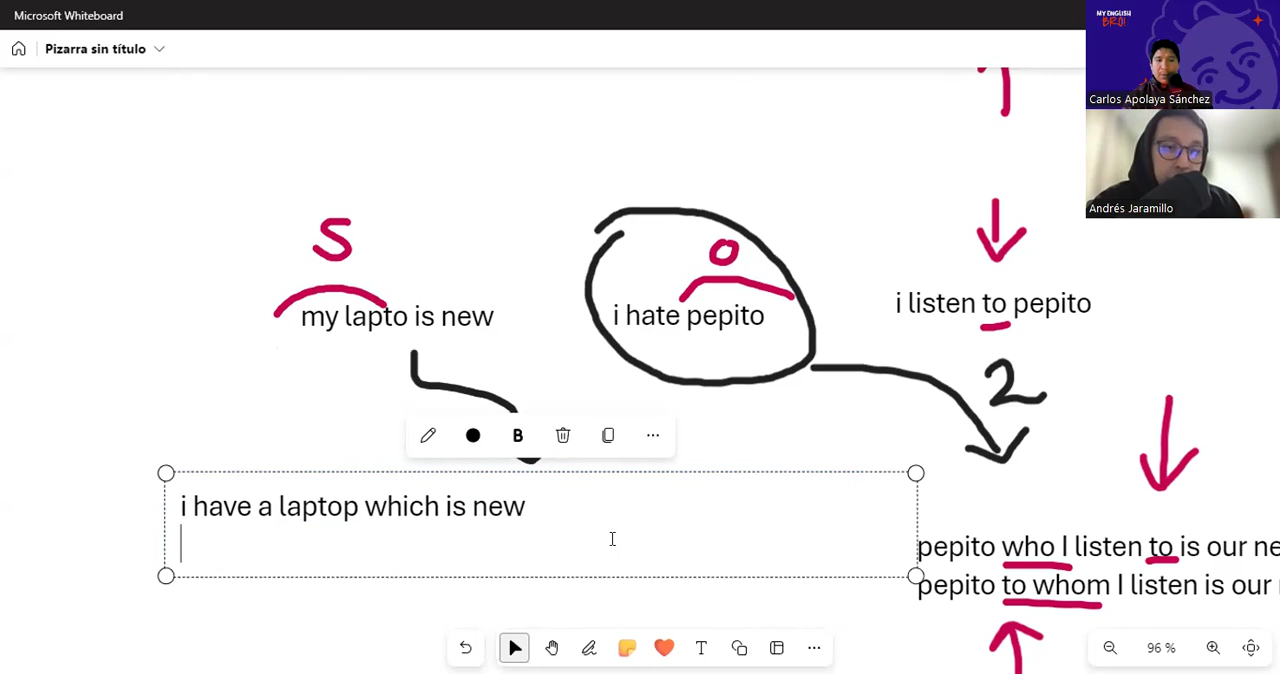 Microsoft Whiteboard
Pizarra sin título
MY ENGLISH
BRO!
Carlos Apolaya Sánchez
Andrés Jaramillo
S
O
my lapto is new
i hate pepito
i listen to pepito
2
B
i have a laptop which is new
pepito who I listen to is our ne
pepito to whom I listen is our
T
96 %